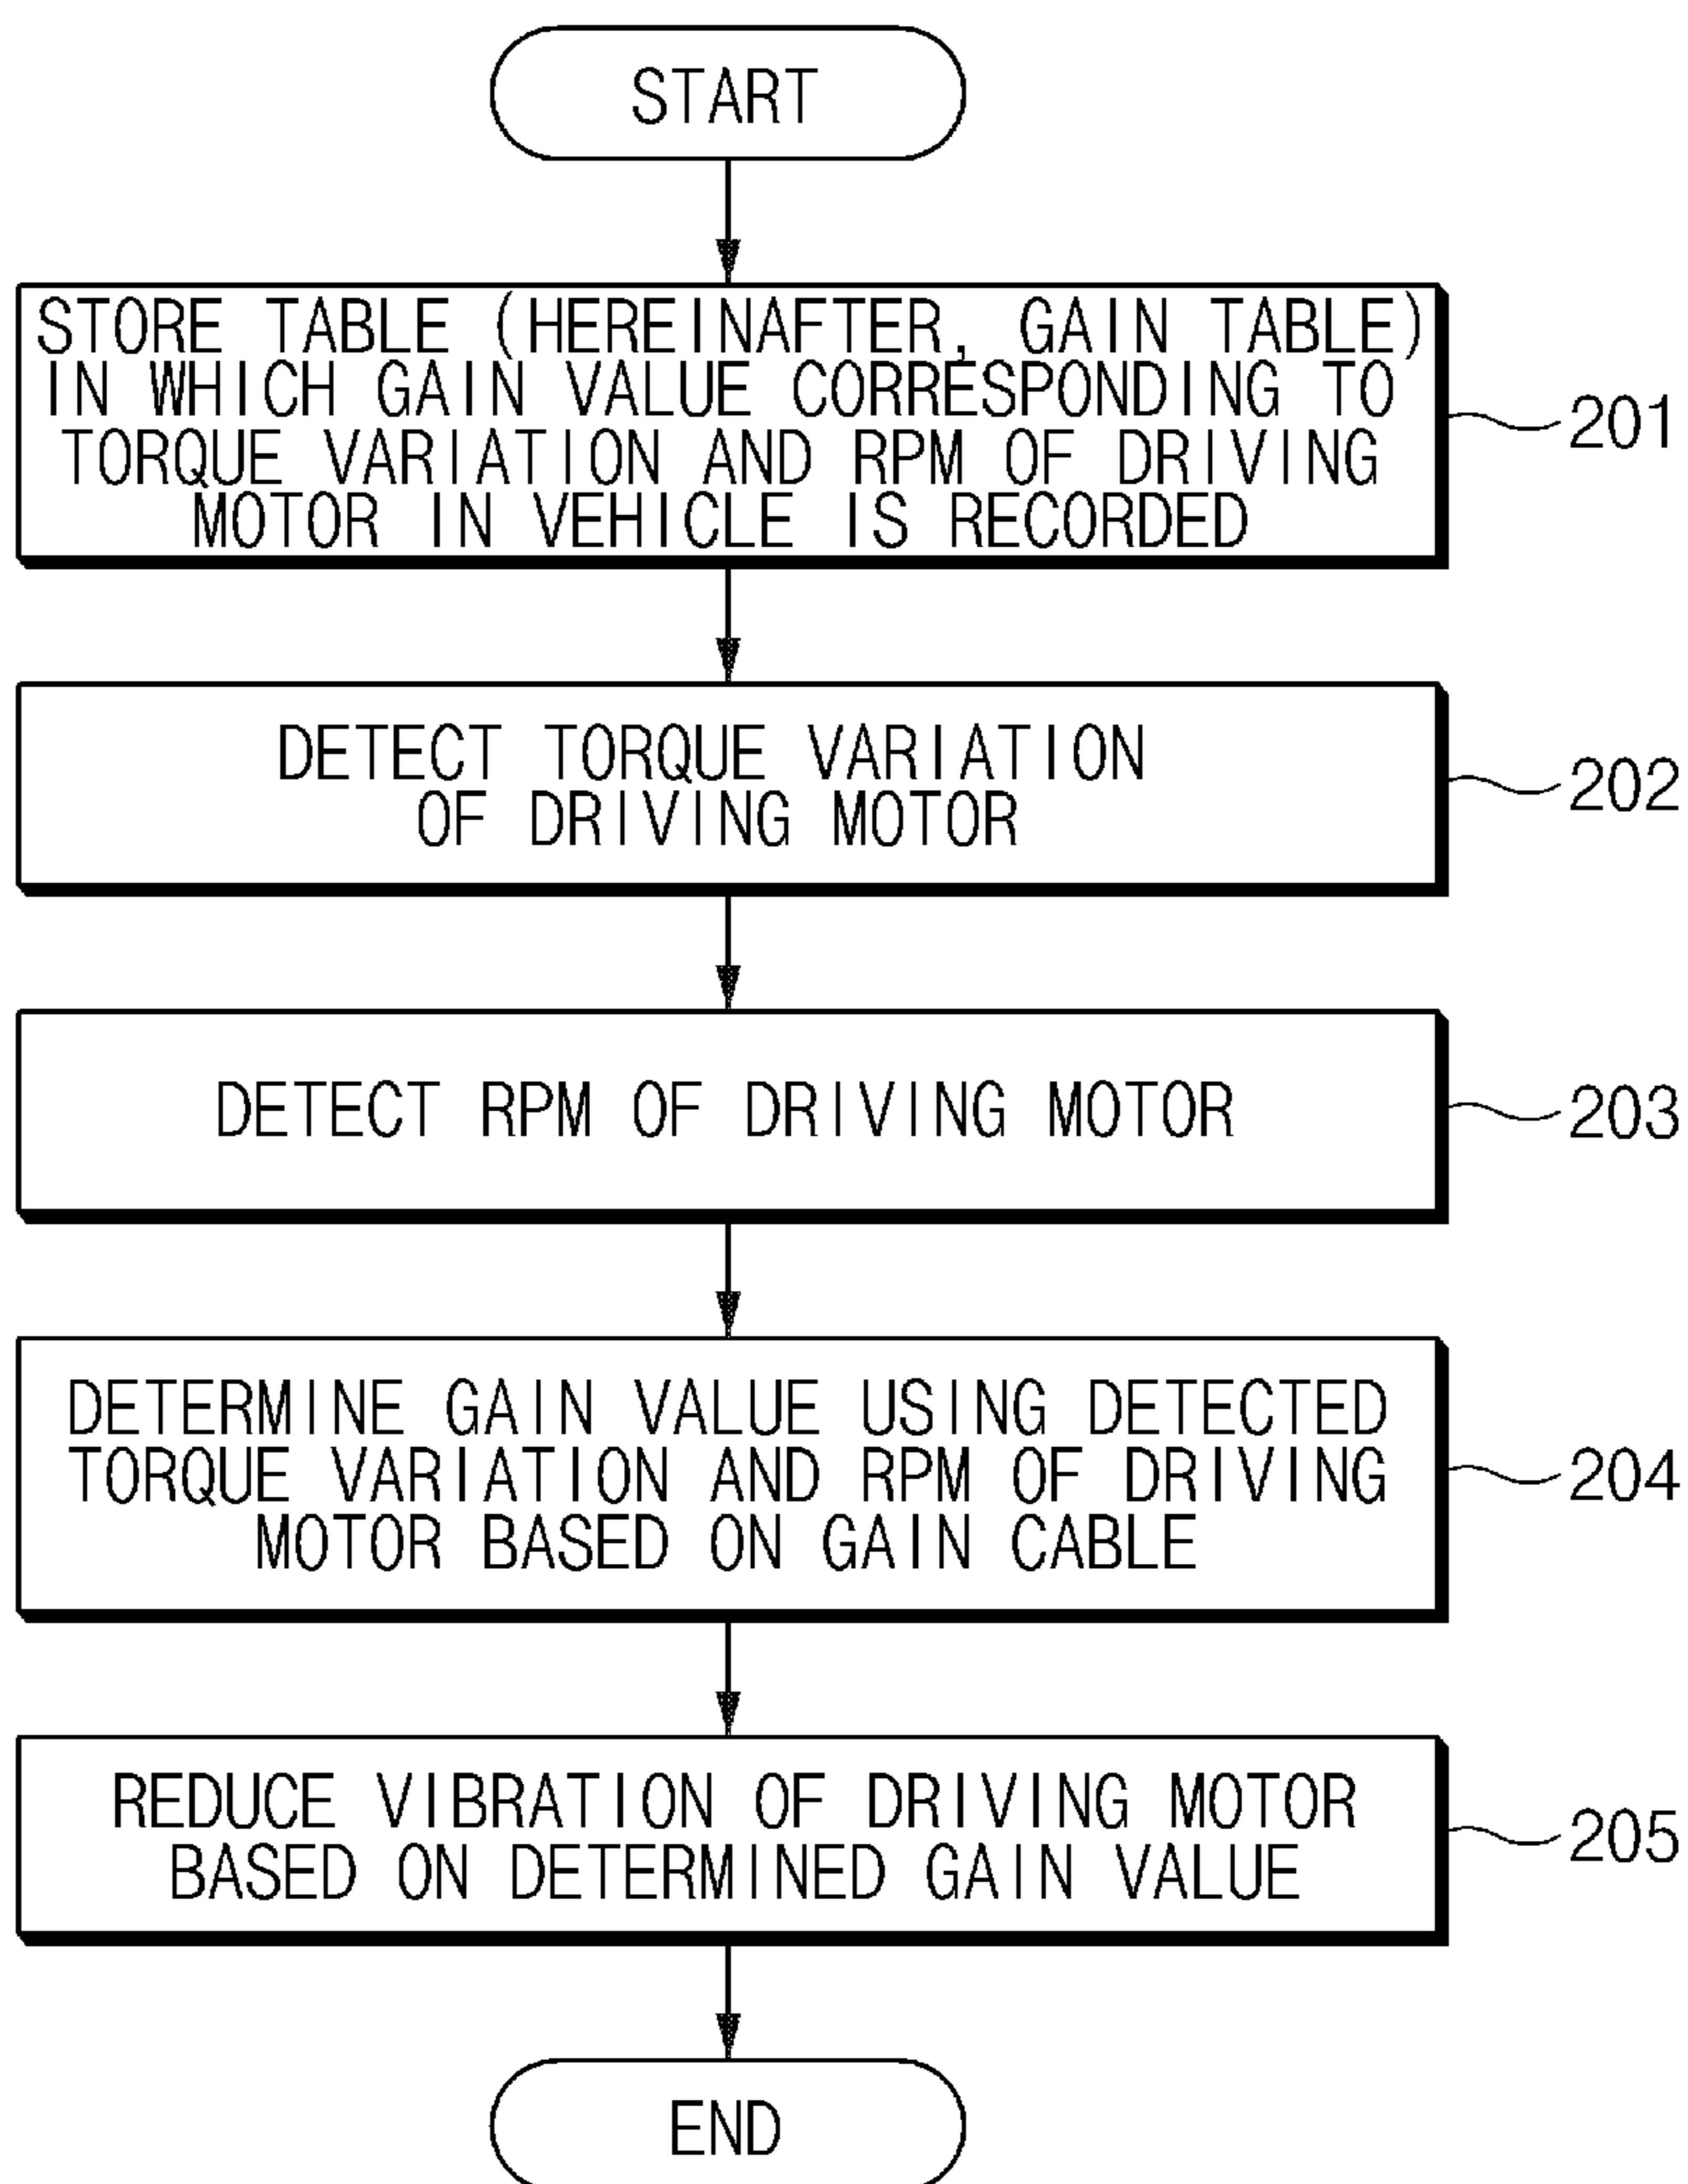 START
STORE TABLE (HEREINAFTER, GAIN TABLE)
IN WHICH GAIN VALUE CORRESPONDING TO
TORQUE VARIATION AND RPM OF DRIVING
MOTOR IN VEHICLE IS RECORDED
201
DETECT TORQUE VARIATION
OF DRIVING MOTOR
202
DETECT RPM OF DRIVING MOTOR
203
DETERMINE GAIN VALUE USING DETECTED
TORQUE VARIATION AND RPM OF DRIVING
MOTOR BASED ON GAIN CABLE
204
REDUCE VIBRATION OF DRIVING MOTOR
BASED ON DETERMINED GAIN VALUE
205
END